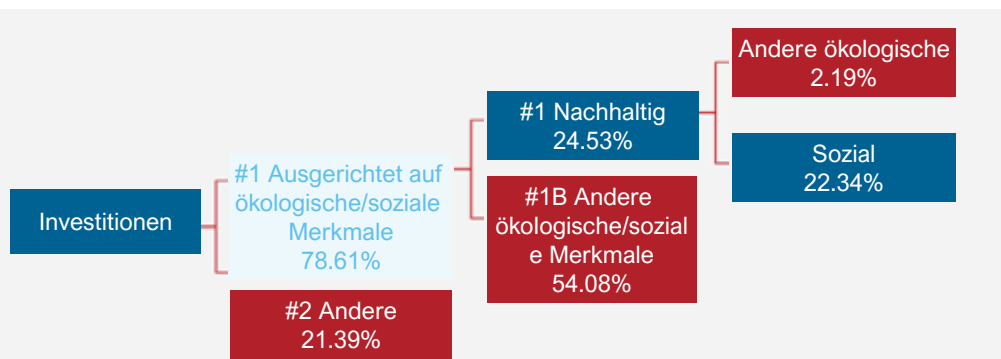 Investitionen
#1 Ausgerichtet auf
ökologische/soziale
Merkmale
78.61%
#2 Andere
21.39%
#1 Nachhaltig
24.53%
#1B Andere
ökologische/sozial
e Merkmale
54.08%
Andere ökologische
2.19%
Sozial
22.34%